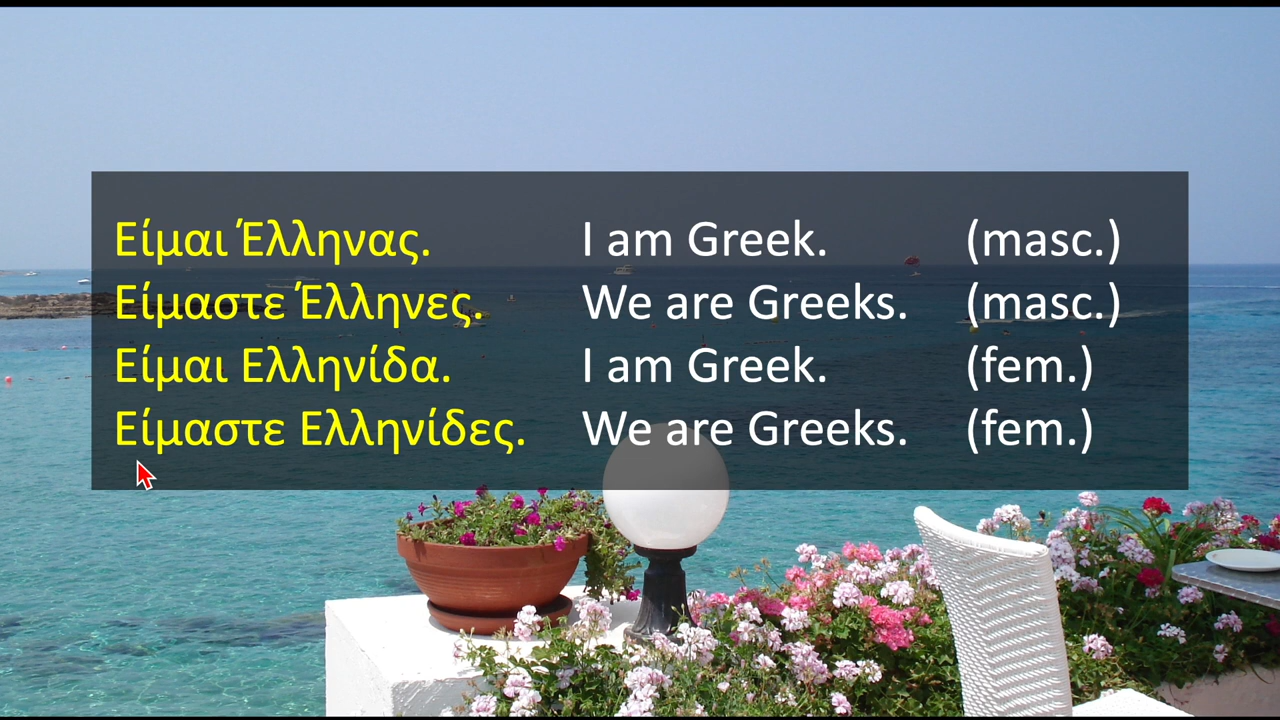 Είμαι Έλληνας. I am Greek. (masc.)
Είμαστε Έλληνες. We are Greeks. (masc.)
Είμαι Ελληνίδα. I am Greek. (fem.)
Είμαστε Ελληνίδες. We are Greeks. (fem.)